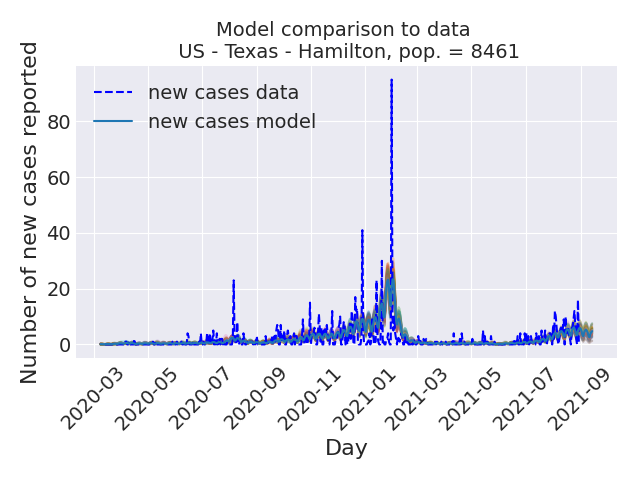 Model comparison to data
US - Texas - Hamilton, pop. = 8461
new cases data
new cases model
Number of new cases reported
80
60
40
20
0
2020-03
2020-05
2020-07
2020-09
2020-11
2021-01
2021-03
2021-05
2021-07
2021-09
Day